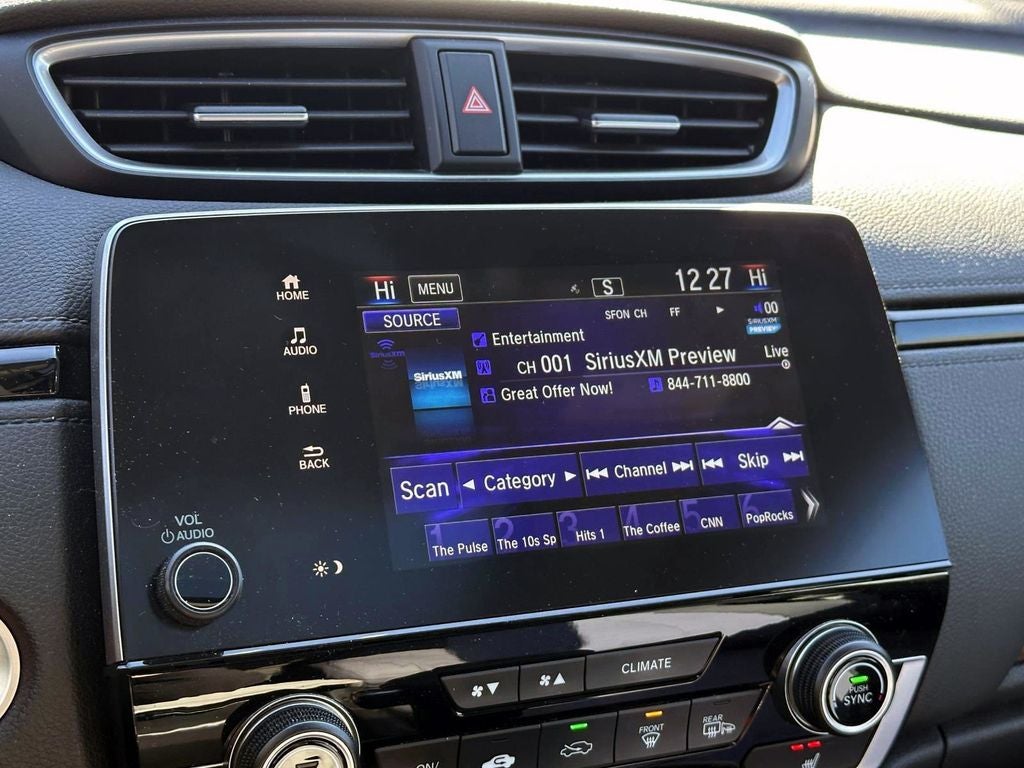 HOME
AUDIO
PHONE
BACK
VOL
AUDIO
Hi MENU S 12 27 Hi
SOURCE SFON CH FF 00
SiriusXM Entertainment SIRIUSXM PREVIEW
SiriusXM CH 001 SiriusXM Preview Live
Great Offer Now! 844-711-8800
Scan Category Channel Skip
1 The Pulse 2 The 10s Sp 3 Hits 1 4 The Coffee 5 CNN 6 PopRocks
CLIMATE
PUSH
SYNC
ON/
FRONT
REAR